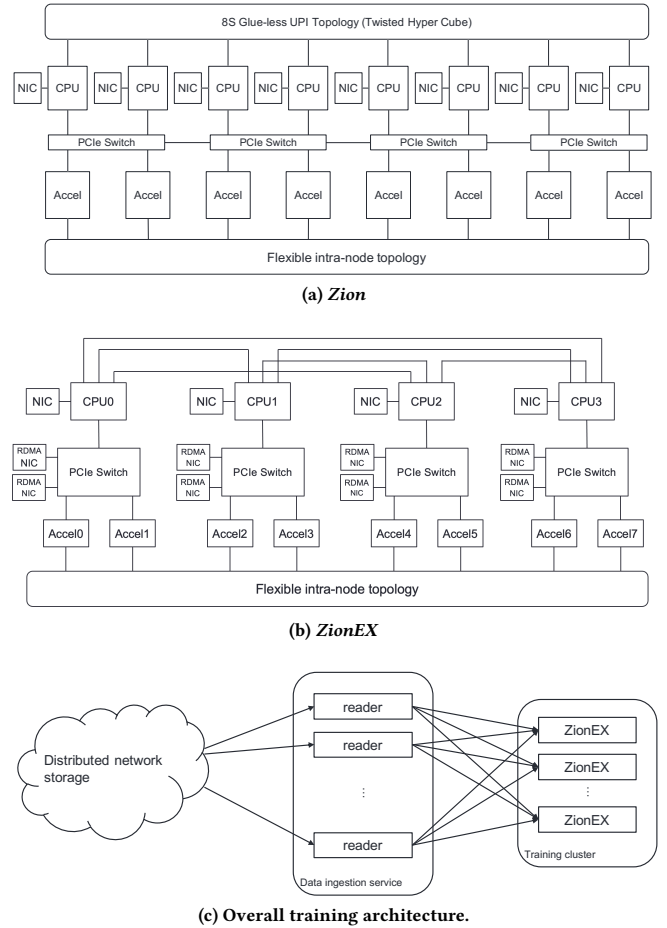 8S Glue-less UPI Topology (Twisted Hyper Cube)
NIC CPU NIC CPU NIC CPU NIC CPU NIC CPU NIC CPU NIC CPU NIC CPU
PCIe Switch PCIe Switch PCIe Switch PCIe Switch
Accel Accel Accel Accel Accel Accel Accel Accel
Flexible intra-node topology
(a) Zion
NIC CPU0 NIC CPU1 NIC CPU2 NIC CPU3
RDMA NIC PCIe Switch RDMA NIC PCIe Switch RDMA NIC PCIe Switch RDMA NIC PCIe Switch
RDMA NIC RDMA NIC RDMA NIC RDMA NIC
Accel0 Accel1 Accel2 Accel3 Accel4 Accel5 Accel6 Accel7
Flexible intra-node topology
(b) ZionEX
Distributed network
storage
reader
reader
⋮
reader
Data ingestion service
ZionEX
ZionEX
⋮
ZionEX
Training cluster
(c) Overall training architecture.